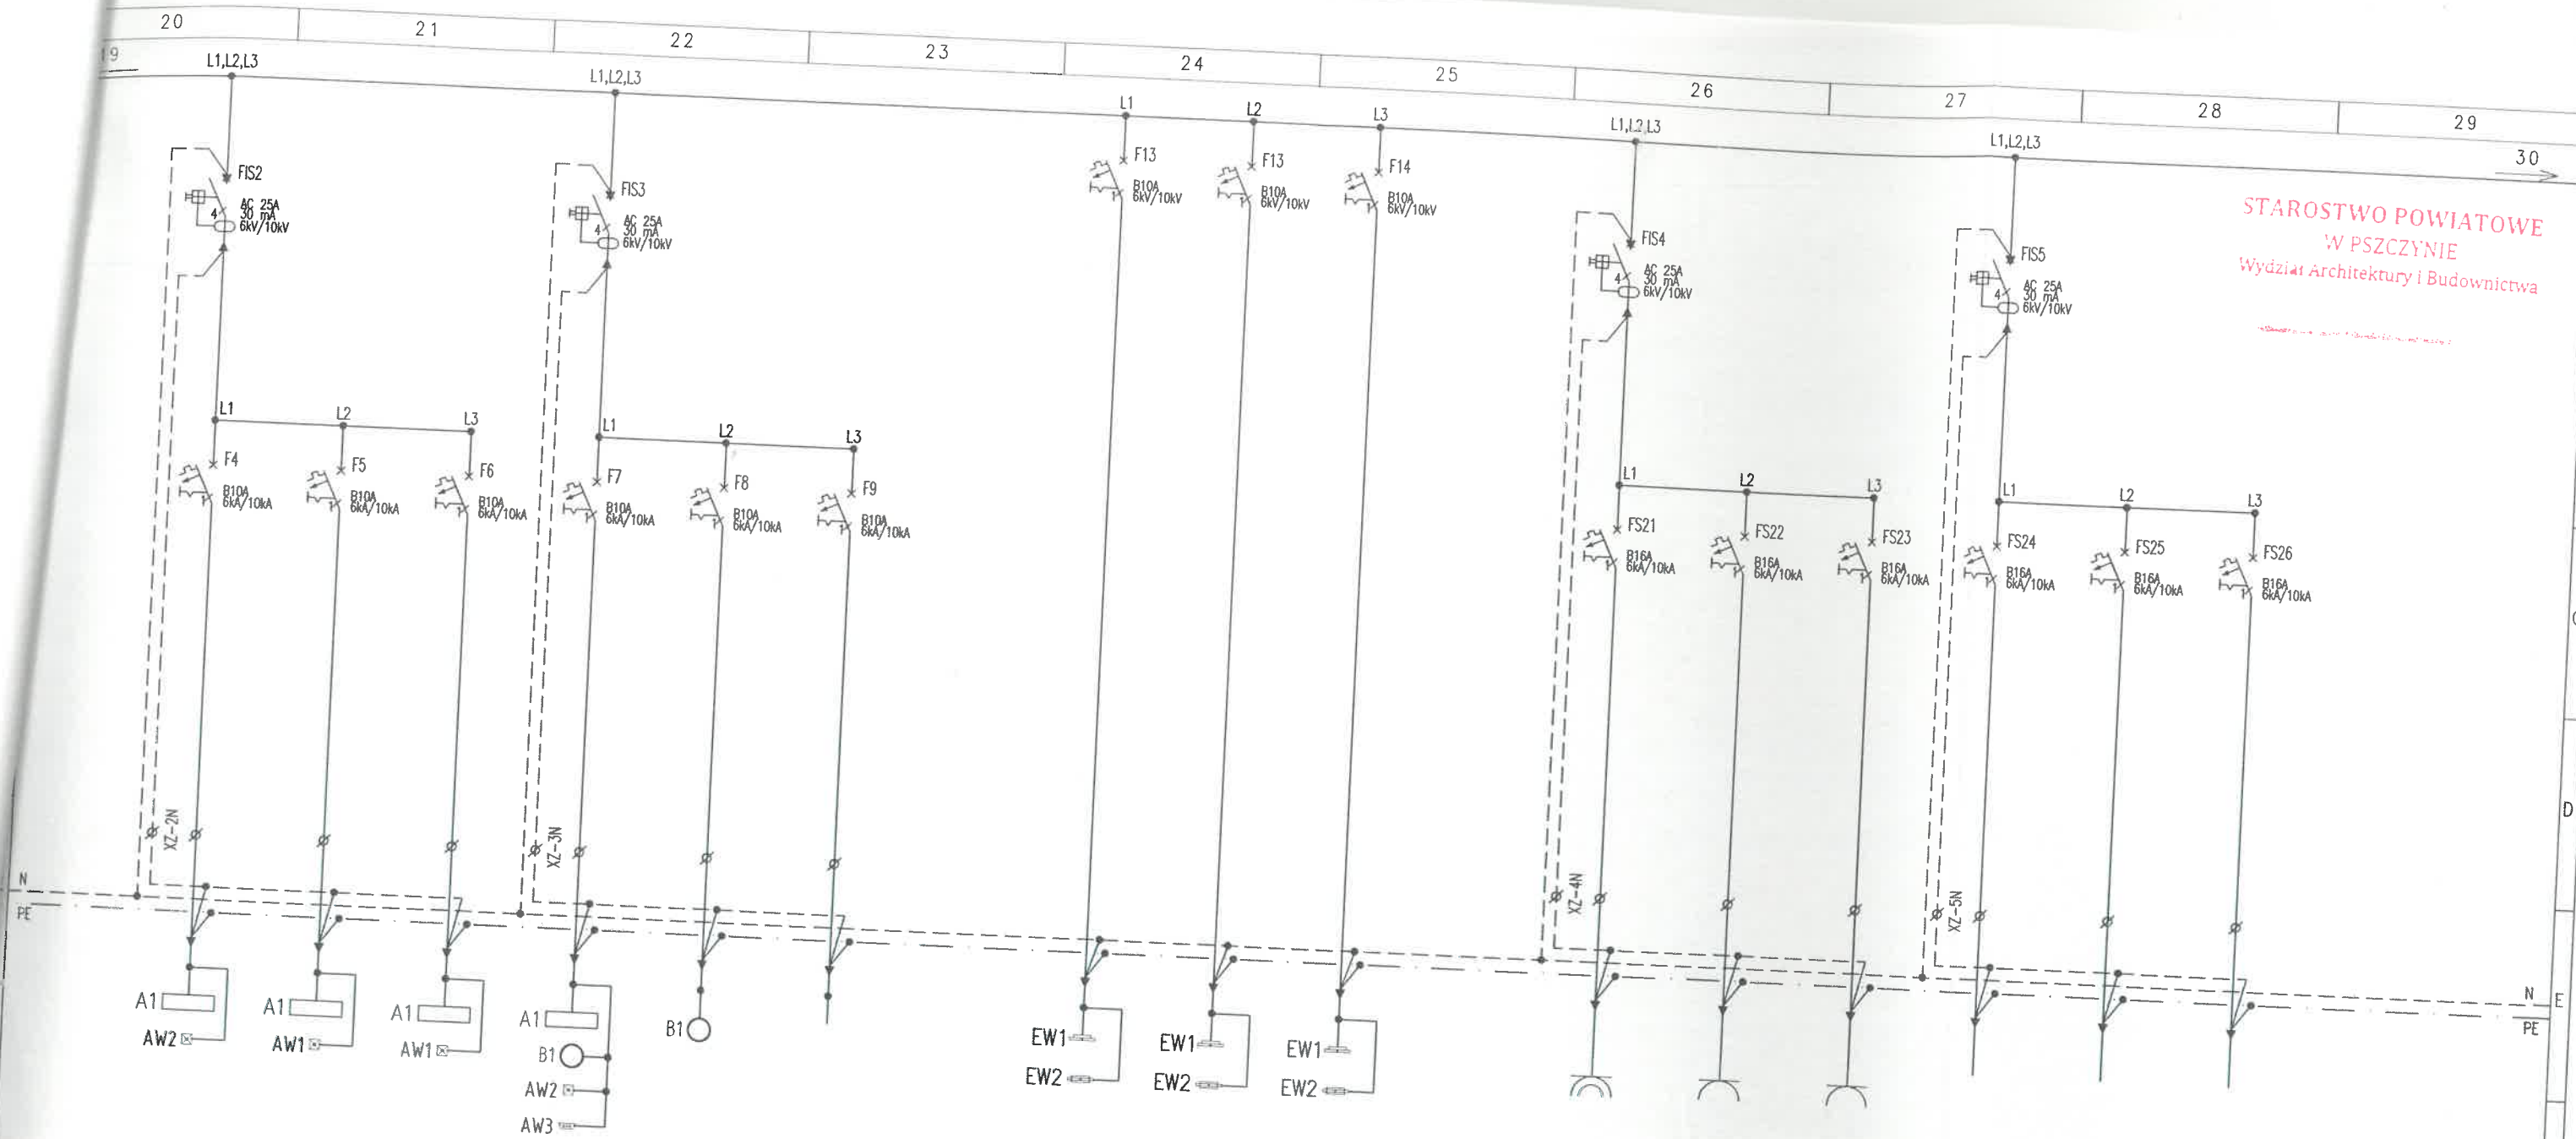 20 21 22 23 24 25 26 27 28 29
19
30
L1,L2,L3
L1,L2,L3
L1 L2 L3
L1,L2,L3
L1,L2,L3
FIS2
AC 25A
30 mA
6kV/10kV
4
FIS3
AC 25A
30 mA
6kV/10kV
4
F13
B10A
6kV/10kV
F13
B10A
6kV/10kV
F14
B10A
6kV/10kV
FIS4
AC 25A
30 mA
6kV/10kV
4
FIS5
AC 25A
30 mA
6kV/10kV
4
STAROSTWO POWIATOWE
W PSZCZYNIE
Wydział Architektury i Budownictwa
L1 L2 L3
F4
B10A
6kA/10kA
F5
B10A
6kA/10kA
F6
B10A
6kA/10kA
L1 L2 L3
F7
B10A
6kA/10kA
F8
B10A
6kA/10kA
F9
B10A
6kA/10kA
L1 L2 L3
FS21
B16A
6kA/10kA
FS22
B16A
6kA/10kA
FS23
B16A
6kA/10kA
L1 L2 L3
FS24
B16A
6kA/10kA
FS25
B16A
6kA/10kA
FS26
B16A
6kA/10kA
XZ-2N
XZ-3N
XZ-4N
XZ-5N
D
N
PE
N
E
PE
A1
AW2
A1
AW1
A1
AW1
A1
B1
AW2
AW3
B1
EW1
EW2
EW1
EW2
EW1
EW2